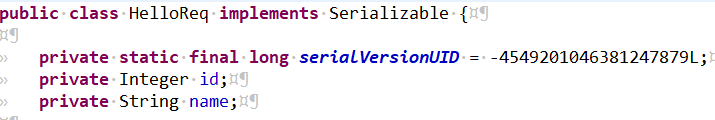 public class HelloReq implements Serializable {¤¶
¤¶
»   private static final long serialVersionUID = -4549201046381247879L;¤
»   private Integer id;¤¶
»   private String name;¤¶